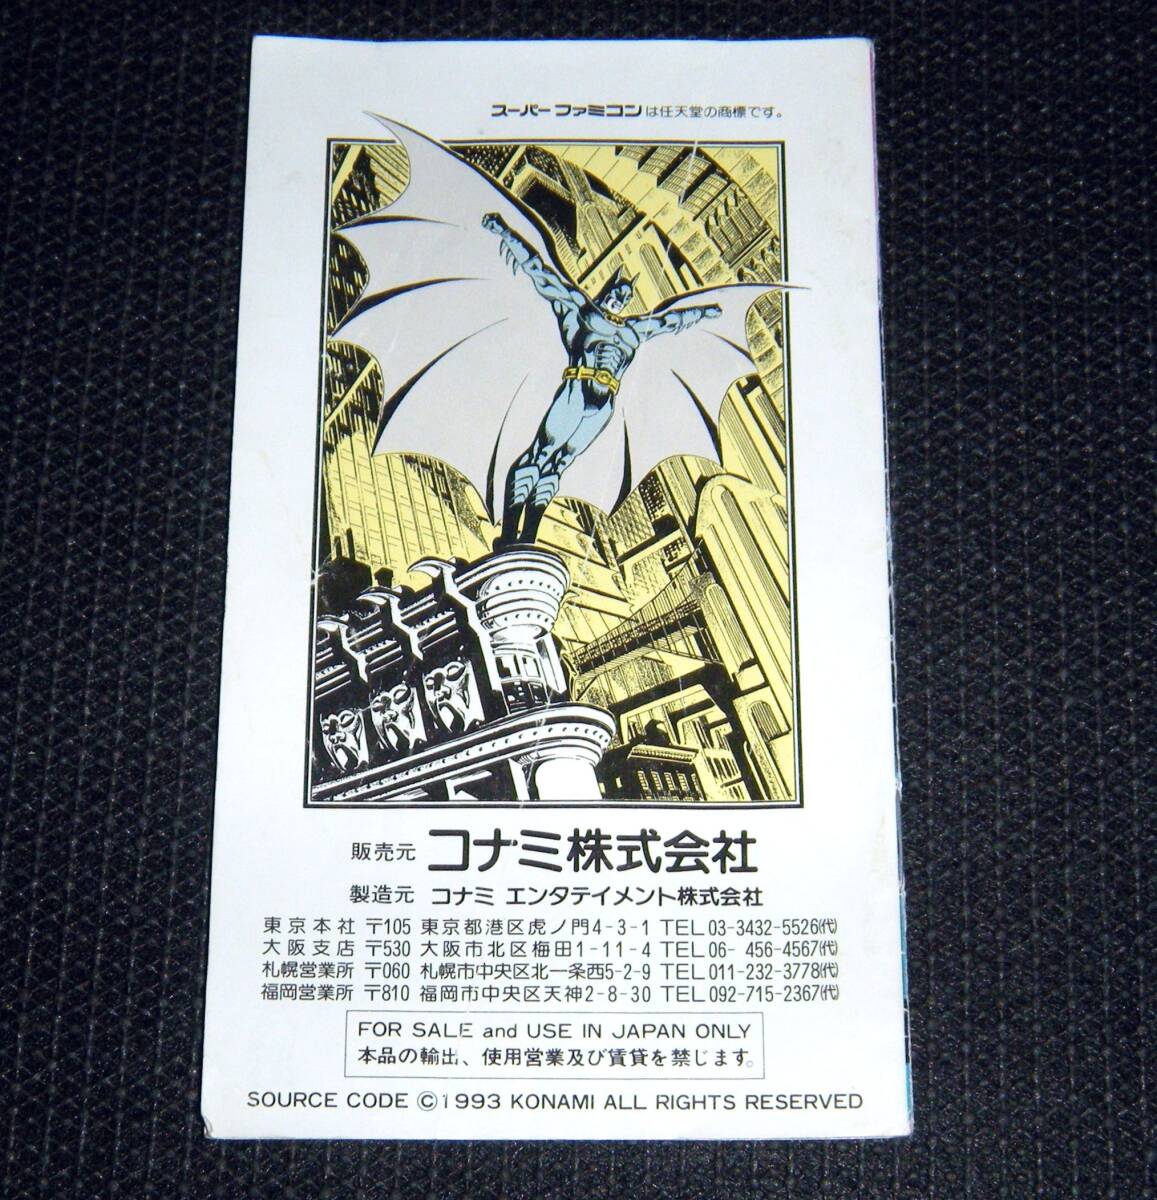 スーパーファミコンは任天堂の商標です。
販売元 コナミ株式会社
製造元 コナミ エンタテイメント株式会社
東京本社 〒105 東京都港区虎ノ門4-3-1 TEL 03-3432-5526(代)
大阪支店 〒530 大阪市北区梅田1-11-4 TEL 06-456-4567(代)
札幌営業所 〒060 札幌市中央区北一条西5-2-9 TEL 011-232-3778(代)
福岡営業所 〒810 福岡市中央区天神2-8-30 TEL 092-715-2367(代)
FOR SALE and USE IN JAPAN ONLY
本品の輸出、使用営業及び賃貸を禁じます。
SOURCE CODE ©1993 KONAMI ALL RIGHTS RESERVED